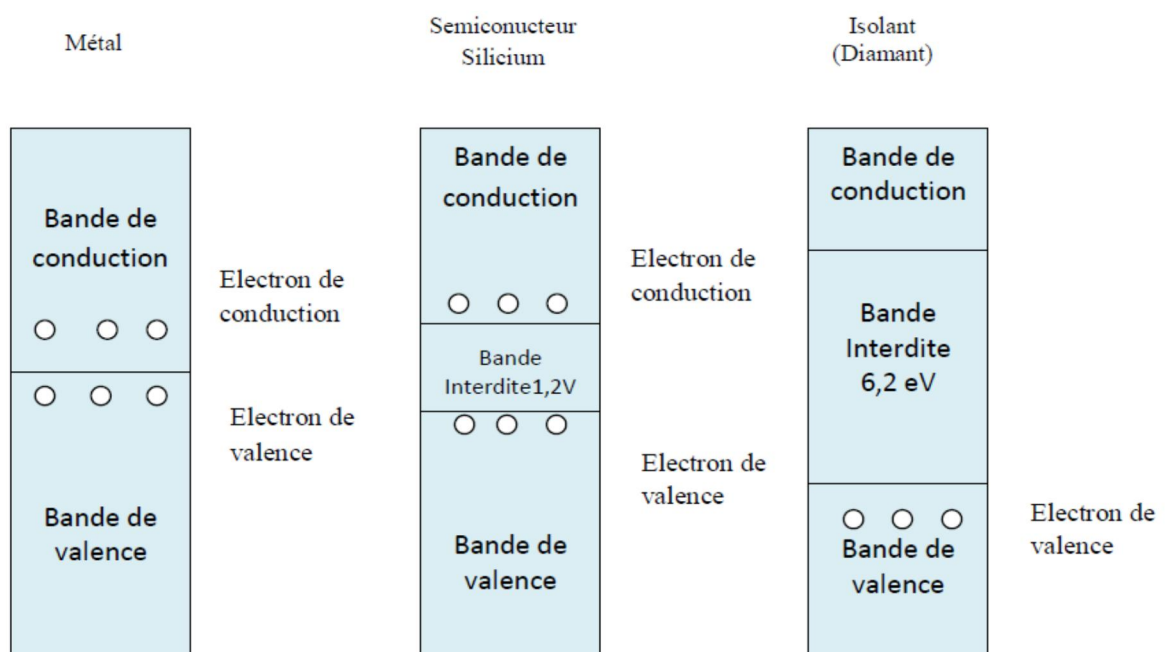 Métal
Semiconucteur
Silicium
Isolant
(Diamant)
Bande de
conduction
Electron de
conduction
Electron de
valence
Bande de
valence
Bande de
conduction
Electron de
conduction
Bande
Interdite1,2V
Electron de
valence
Bande de
valence
Bande de
conduction
Bande
Interdite
6,2 eV
Bande de
valence
Electron de
valence